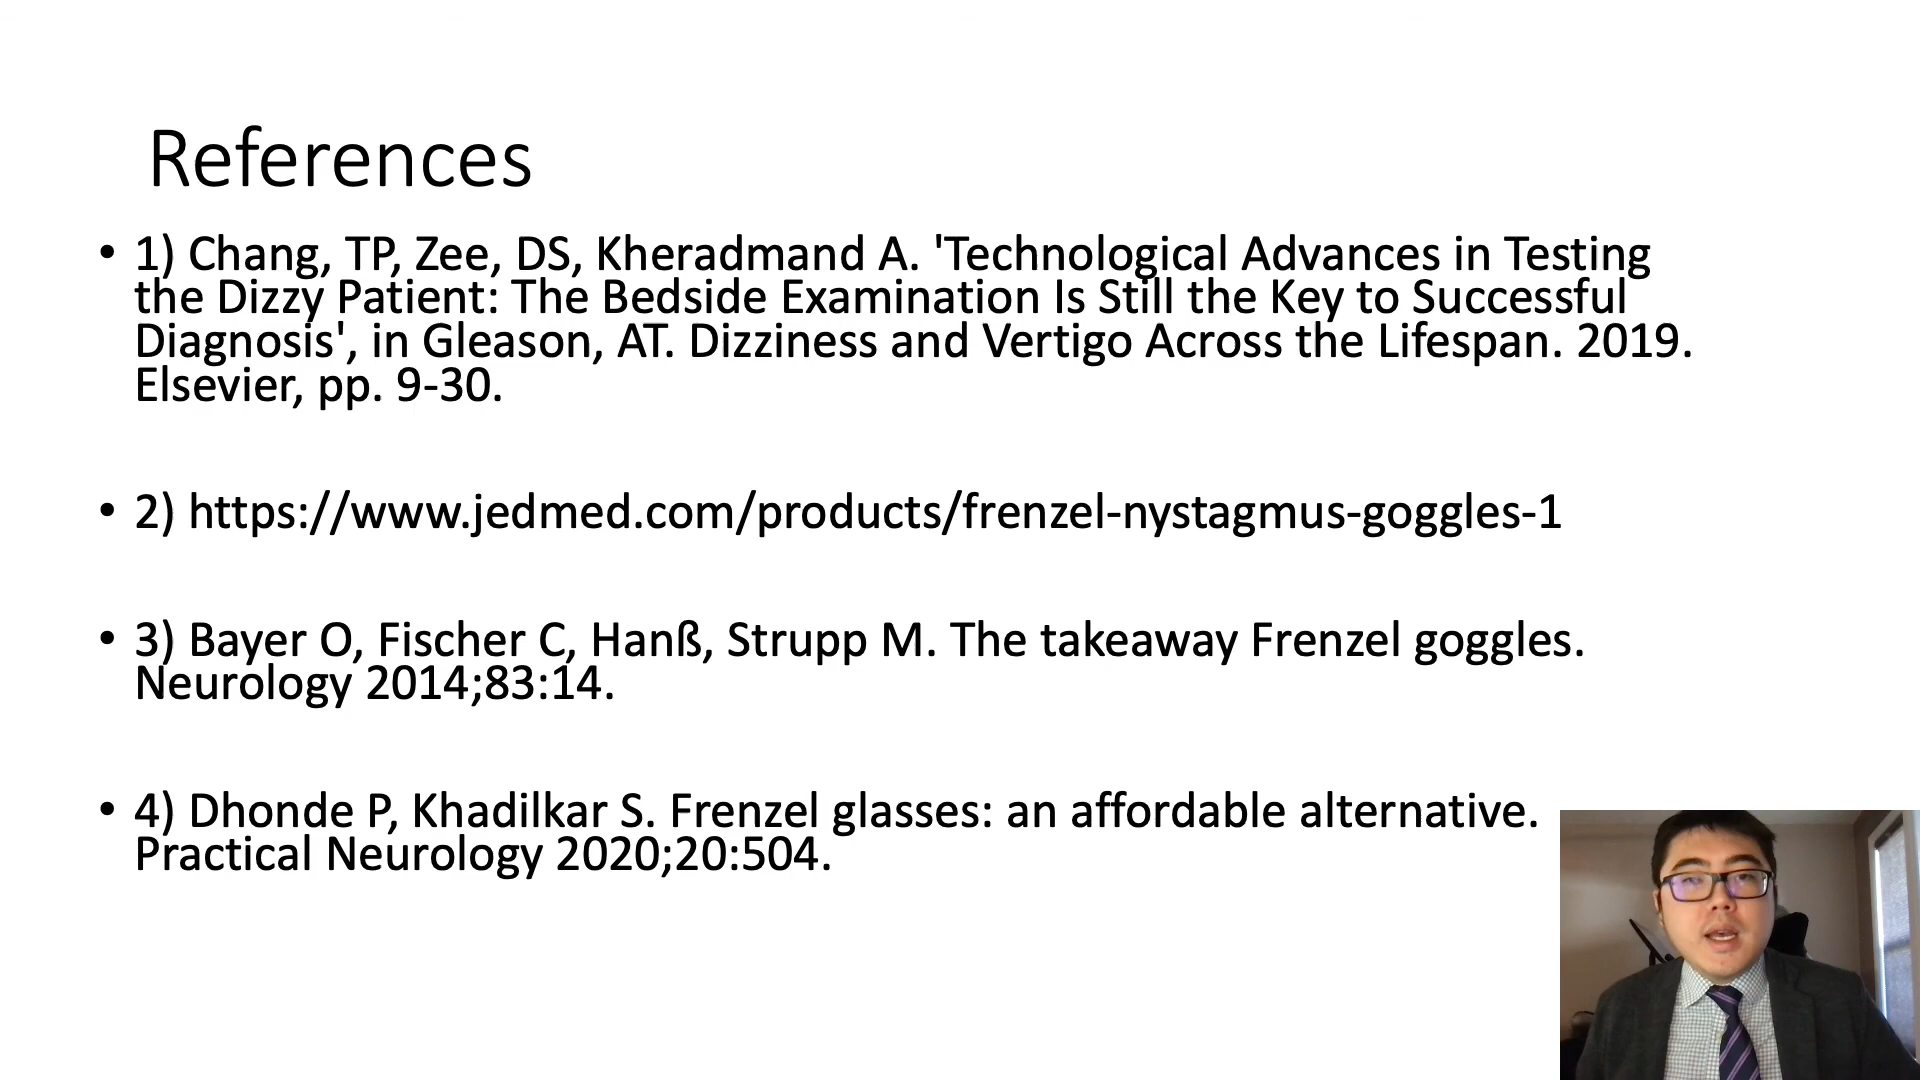 References
• 1) Chang, TP, Zee, DS, Kheradmand A. 'Technological Advances in Testing
the Dizzy Patient: The Bedside Examination Is Still the Key to Successful
Diagnosis', in Gleason, AT. Dizziness and Vertigo Across the Lifespan. 2019.
Elsevier, pp. 9-30.
• 2) https://www.jedmed.com/products/frenzel-nystagmus-goggles-1
• 3) Bayer O, Fischer C, Hanß, Strupp M. The takeaway Frenzel goggles.
Neurology 2014;83:14.
• 4) Dhonde P, Khadilkar S. Frenzel glasses: an affordable alternative.
Practical Neurology 2020;20:504.